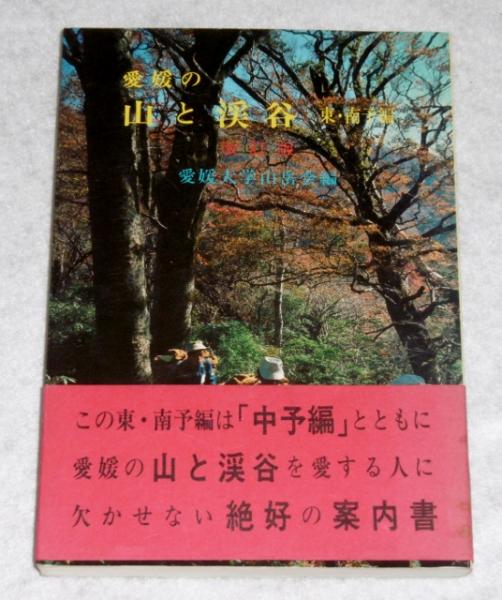 愛媛の
山と渓谷 東・南予編
改訂版
愛媛大学山岳会編
この東・南予編は「中予編」とともに
愛媛の山と渓谷を愛する人に
欠かせない絶好の案内書